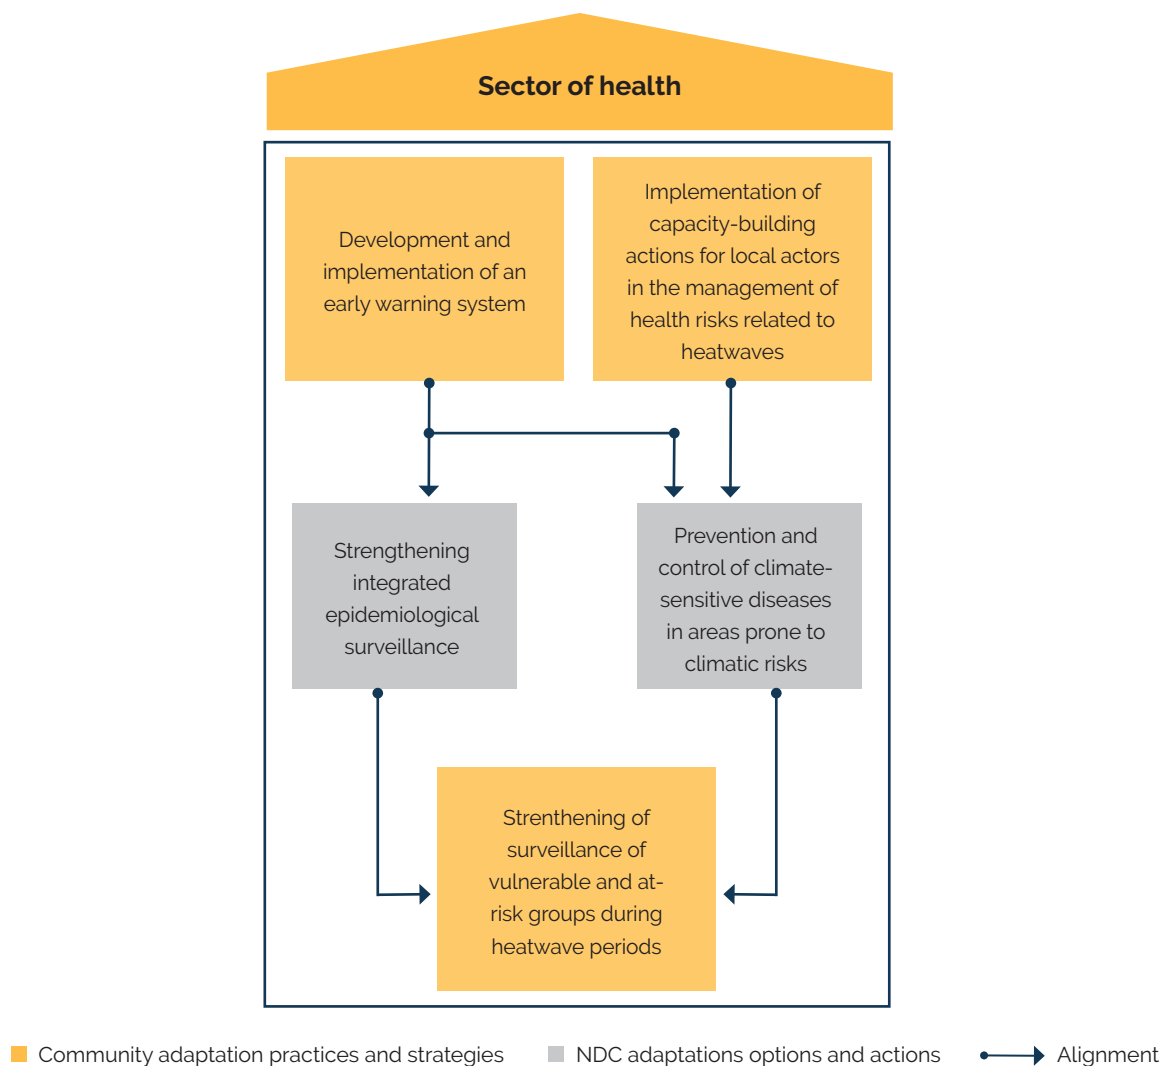 Sector of health
Development and
implementation of an
early warning system
Implementation of
capacity-building
actions for local actors
in the management of
health risks related to
heatwaves
Strengthening
integrated
epidemiological
surveillance
Prevention and
control of climate-
sensitive diseases
in areas prone to
climatic risks
Strenthening of
surveillance of
vulnerable and at-
risk groups during
heatwave periods
Community adaptation practices and strategies
NDC adaptations options and actions
Alignment